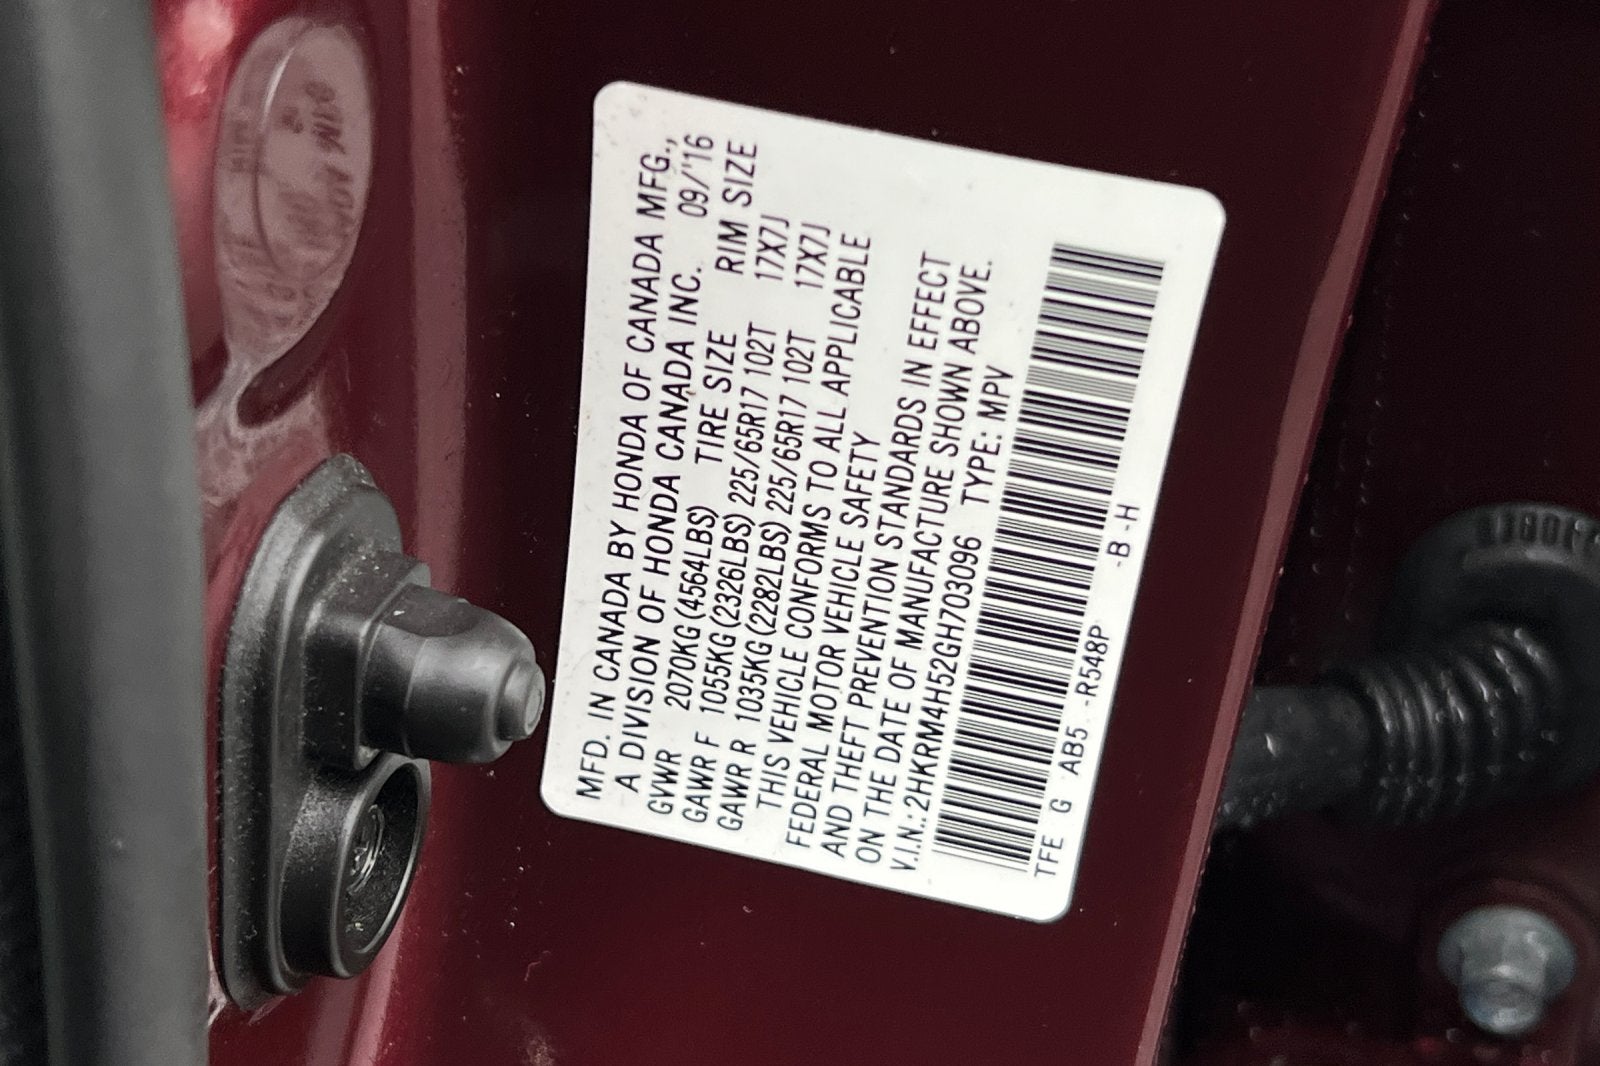 MFD. IN CANADA BY HONDA OF CANADA MFG.,
A DIVISION OF HONDA CANADA INC. 09/'16
GVWR 2070KG (4564LBS) TIRE SIZE RIM SIZE
GAWR F 1055KG (2326LBS) 225/65R17 102T 17X7J
GAWR R 1035KG (2282LBS) 225/65R17 102T 17X7J
THIS VEHICLE CONFORMS TO ALL APPLICABLE
FEDERAL MOTOR VEHICLE SAFETY
AND THEFT PREVENTION STANDARDS IN EFFECT
ON THE DATE OF MANUFACTURE SHOWN ABOVE.
V.I.N.: 2HKRM4H52GH703096 TYPE: MPV
TFE G AB5 -R548P -B -H